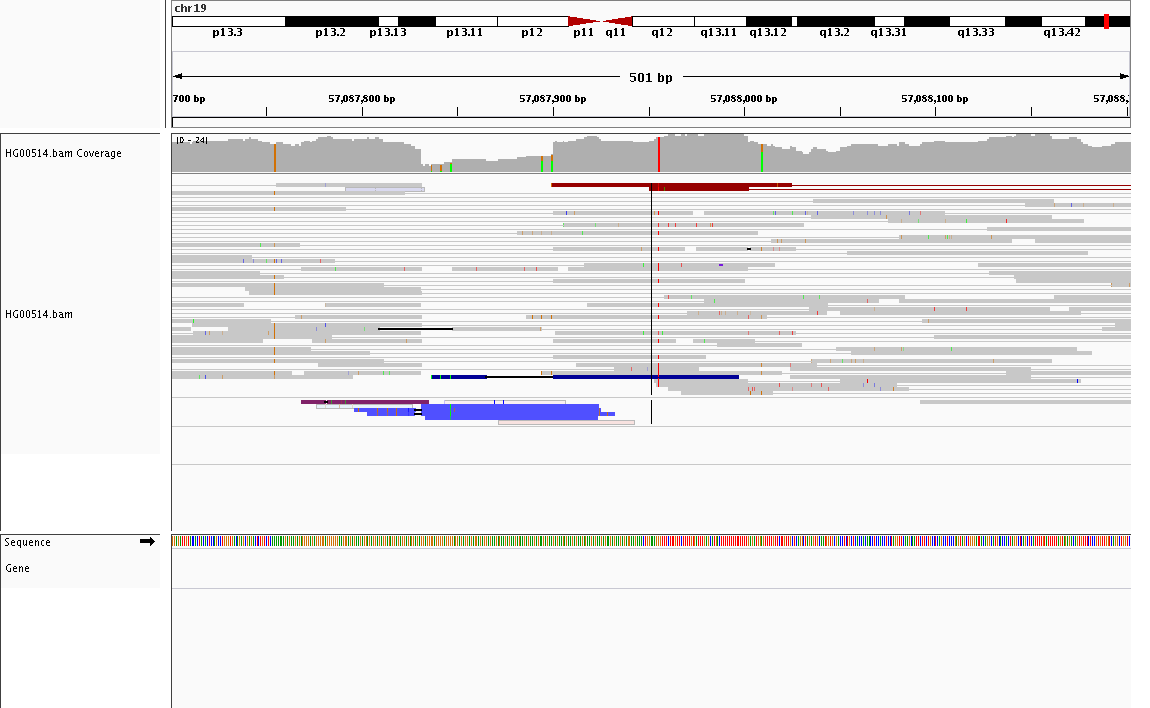 chr19
p13.3 p13.2 p13.13 p13.11 p12 p11 q11 q12 q13.11 q13.12 q13.2 q13.31 q13.33 q13.42
501 bp
700 bp 57,087,800 bp 57,087,900 bp 57,088,000 bp 57,088,100 bp 57,088,
HG00514.bam Coverage
[0 - 24]
HG00514.bam
Sequence
Gene